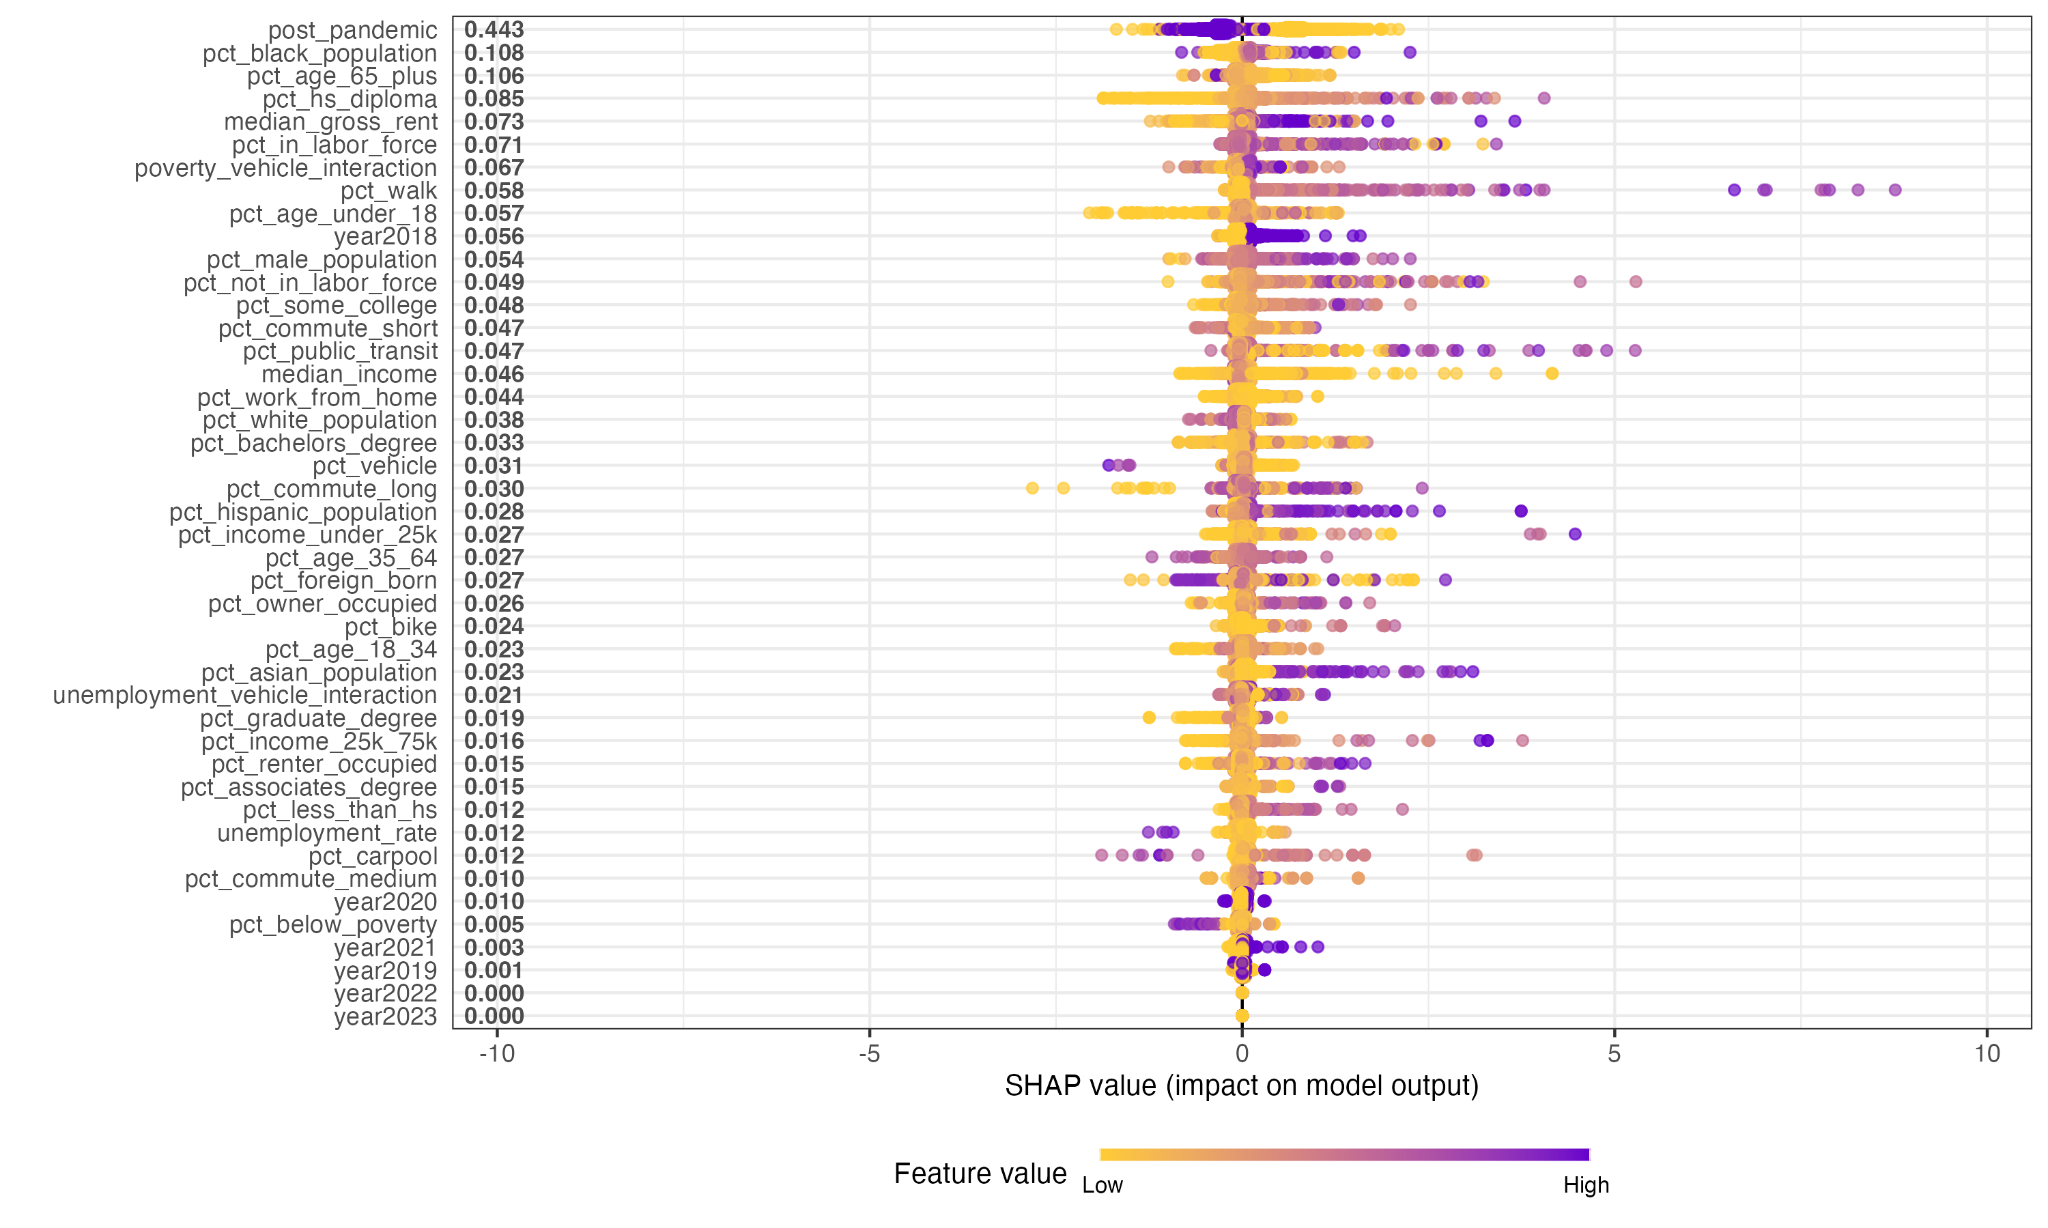 post_pandemic 0.443
pct_black_population 0.108
pct_age_65_plus 0.106
pct_hs_diploma 0.085
median_gross_rent 0.073
pct_in_labor_force 0.071
poverty_vehicle_interaction 0.067
pct_walk 0.058
pct_age_under_18 0.057
year2018 0.056
pct_male_population 0.054
pct_not_in_labor_force 0.049
pct_some_college 0.048
pct_commute_short 0.047
pct_public_transit 0.047
median_income 0.046
pct_work_from_home 0.044
pct_white_population 0.038
pct_bachelors_degree 0.033
pct_vehicle 0.031
pct_commute_long 0.030
pct_hispanic_population 0.028
pct_income_under_25k 0.027
pct_age_35_64 0.027
pct_foreign_born 0.027
pct_owner_occupied 0.026
pct_bike 0.024
pct_age_18_34 0.023
pct_asian_population 0.023
unemployment_vehicle_interaction 0.021
pct_graduate_degree 0.019
pct_income_25k_75k 0.016
pct_renter_occupied 0.015
pct_associates_degree 0.015
pct_less_than_hs 0.012
unemployment_rate 0.012
pct_carpool 0.012
pct_commute_medium 0.010
year2020 0.010
pct_below_poverty 0.005
year2021 0.003
year2019 0.001
year2022 0.000
year2023 0.000
-10 -5 0 5 10
SHAP value (impact on model output)
Feature value
Low High